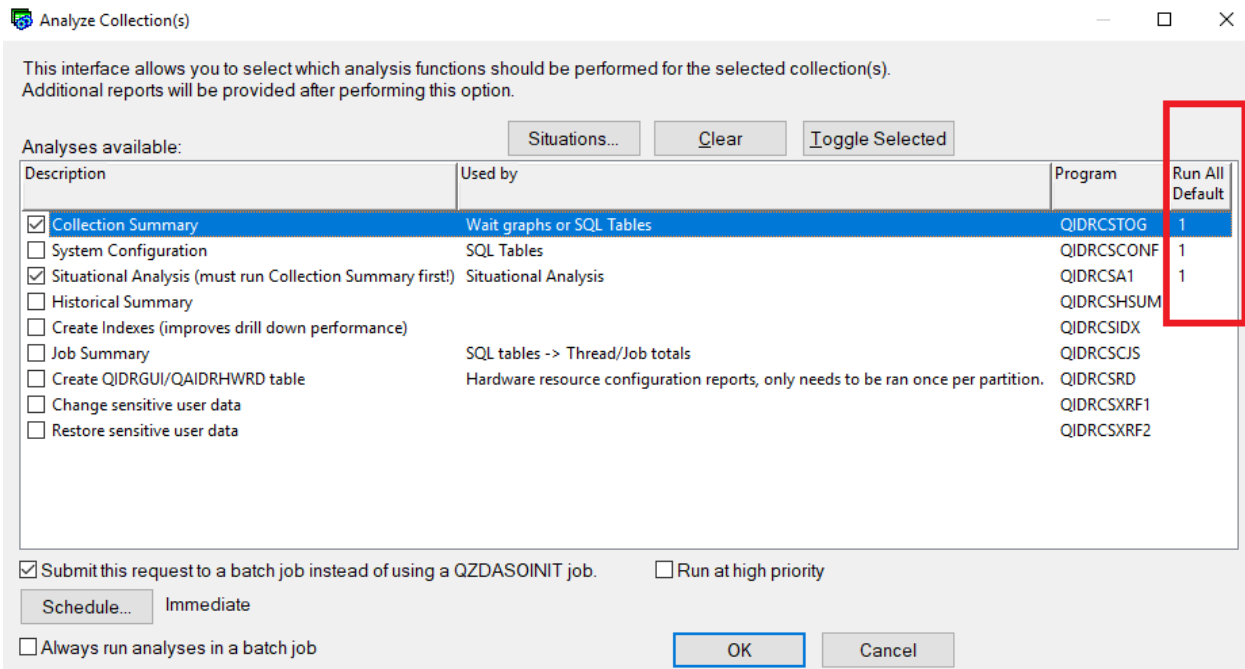 Analyze Collection(s)
This interface allows you to select which analysis functions should be performed for the selected collection(s).
Additional reports will be provided after performing this option.
Analyses available:
Situations... Clear Toggle Selected
Description Used by Program Run All
Default
Collection Summary Wait graphs or SQL Tables QIDRCSTOG 1
System Configuration SQL Tables QIDRCSCONF 1
Situational Analysis (must run Collection Summary first!) Situational Analysis QIDRCSA1 1
Historical Summary QIDRCSHSUM
Create Indexes (improves drill down performance) QIDRCSIDX
Job Summary SQL tables -> Thread/Job totals QIDRCSCJS
Create QIDRGUI/QAIDRHWRD table Hardware resource configuration reports, only needs to be ran once per partition. QIDRCSRD
Change sensitive user data QIDRCSXRF1
Restore sensitive user data QIDRCSXRF2
Submit this request to a batch job instead of using a QZDASOINIT job. Run at high priority
Schedule... Immediate
Always run analyses in a batch job OK Cancel